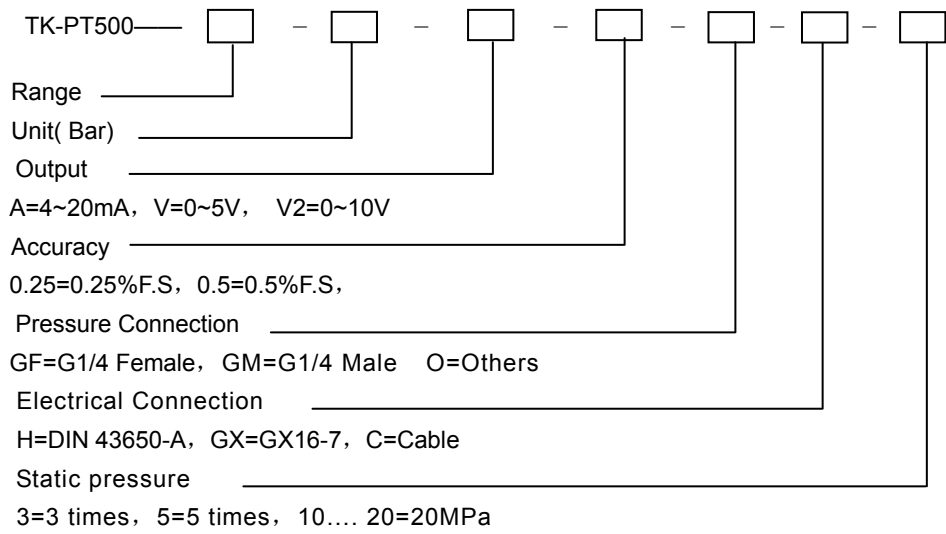 TK-PT500—— – – – – – –
Range
Unit( Bar)
Output
A=4~20mA， V=0~5V， V2=0~10V
Accuracy
0.25=0.25%F.S， 0.5=0.5%F.S，
Pressure Connection
GF=G1/4 Female， GM=G1/4 Male O=Others
Electrical Connection
H=DIN 43650-A， GX=GX16-7， C=Cable
Static pressure
3=3 times， 5=5 times， 10…. 20=20MPa